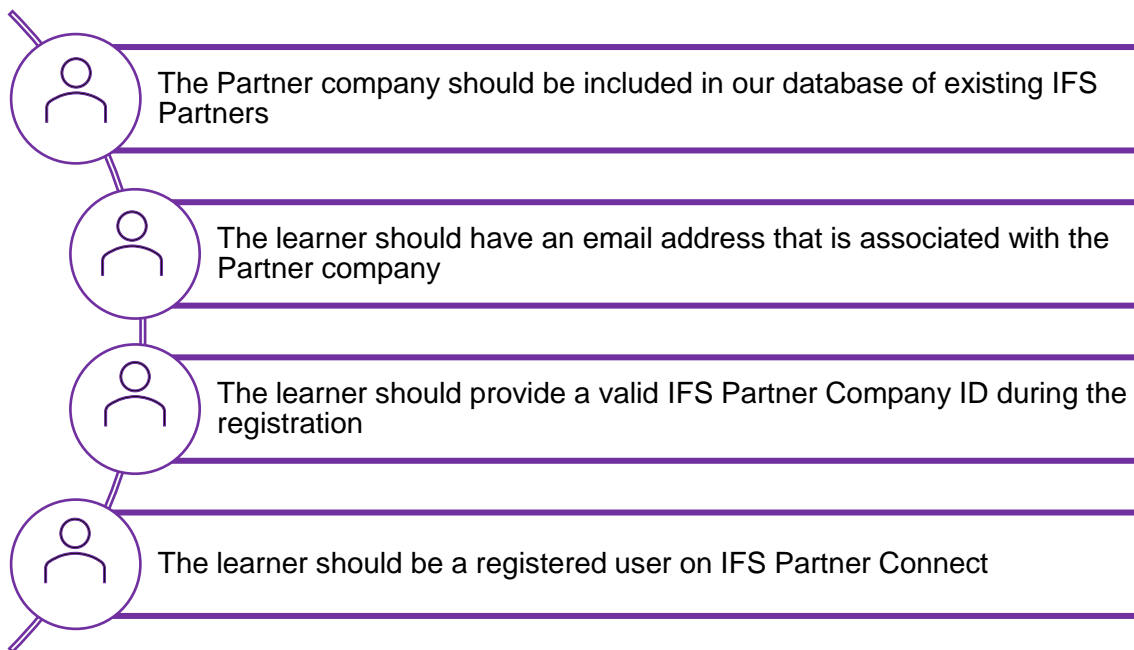 The Partner company should be included in our database of existing IFS
Partners
The learner should have an email address that is associated with the
Partner company
The learner should provide a valid IFS Partner Company ID during the
registration
The learner should be a registered user on IFS Partner Connect